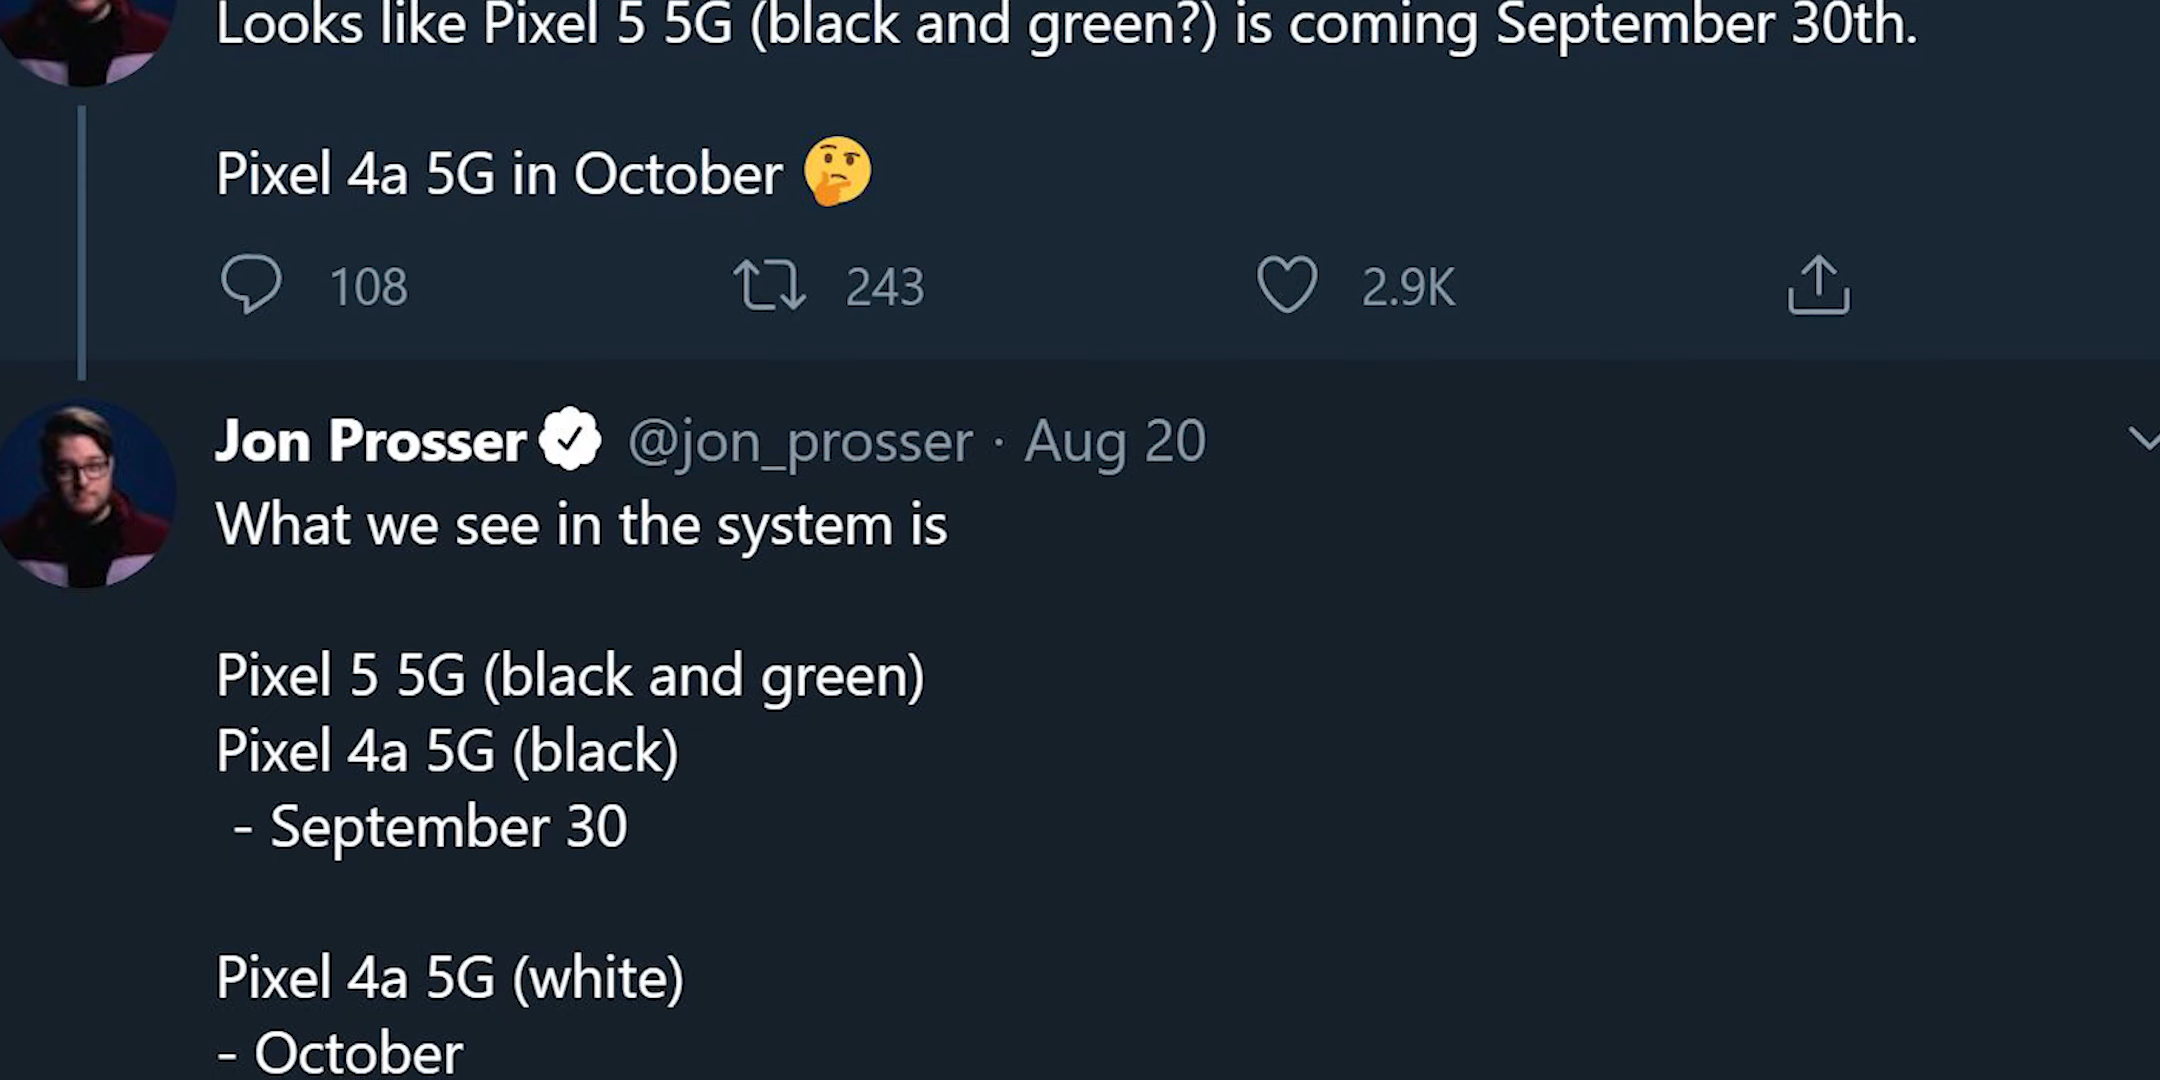 Looks like Pixel 5 5G (black and green?) is coming September 30th.
Pixel 4a 5G in October 🤔
108 243 2.9K
Jon Prosser @jon_prosser · Aug 20
What we see in the system is
Pixel 5 5G (black and green)
Pixel 4a 5G (black)
- September 30
Pixel 4a 5G (white)
- October